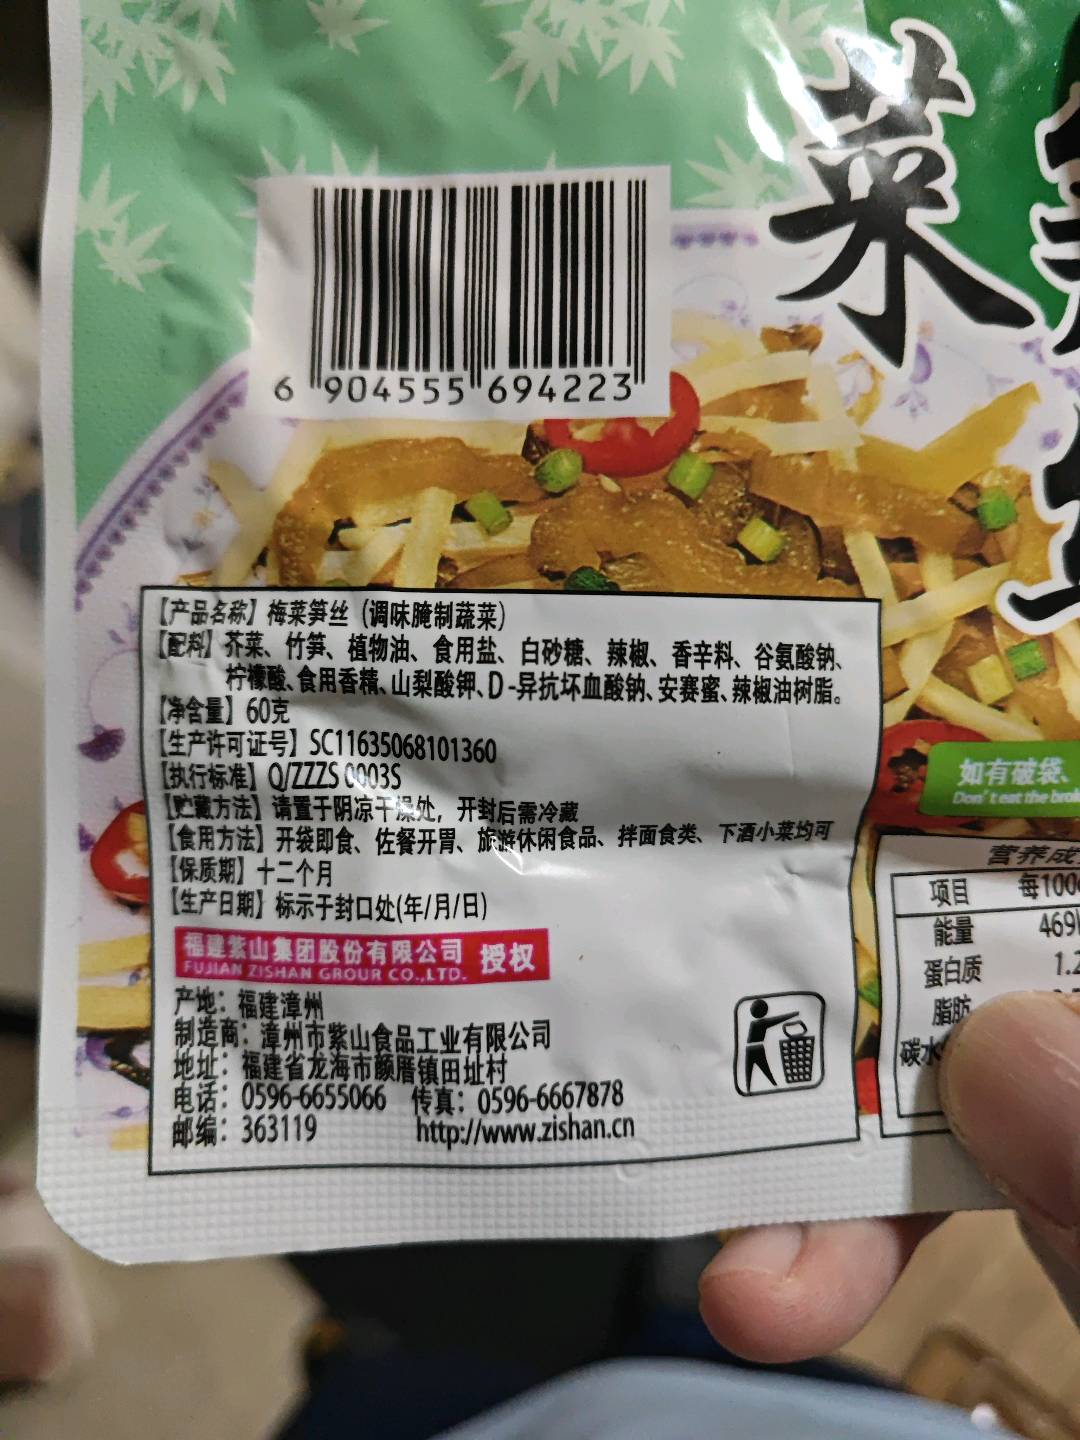 菜
6 904555 694223
【产品名称】梅菜笋丝（调味腌制蔬菜）
【配料】芥菜、竹笋、植物油、食用盐、白砂糖、辣椒、香辛料、谷氨酸钠、
柠檬酸、食用香精、山梨酸钾、D-异抗坏血酸钠、安赛蜜、辣椒油树脂。
【净含量】60克
【生产许可证号】SC11635068101360
【执行标准】Q/ZZZS 0003S
【贮藏方法】请置于阴凉干燥处，开封后需冷藏
【食用方法】开袋即食、佐餐开胃、旅游休闲食品、拌面食类、下酒小菜均可
【保质期】十二个月
【生产日期】标示于封口处(年/月/日)
福建紫山集团股份有限公司 授权
FUJIAN ZISHAN GROUR CO.,LTD.
产地：福建漳州
制造商：漳州市紫山食品工业有限公司
地址：福建省龙海市颜厝镇田址村
电话：0596-6655066 传真：0596-6667878
邮编：363119 http://www.zishan.cn
如有破袋、
Don't eat the
营养成
项目 每100
能量 469
蛋白质 1.2
脂肪
碳水